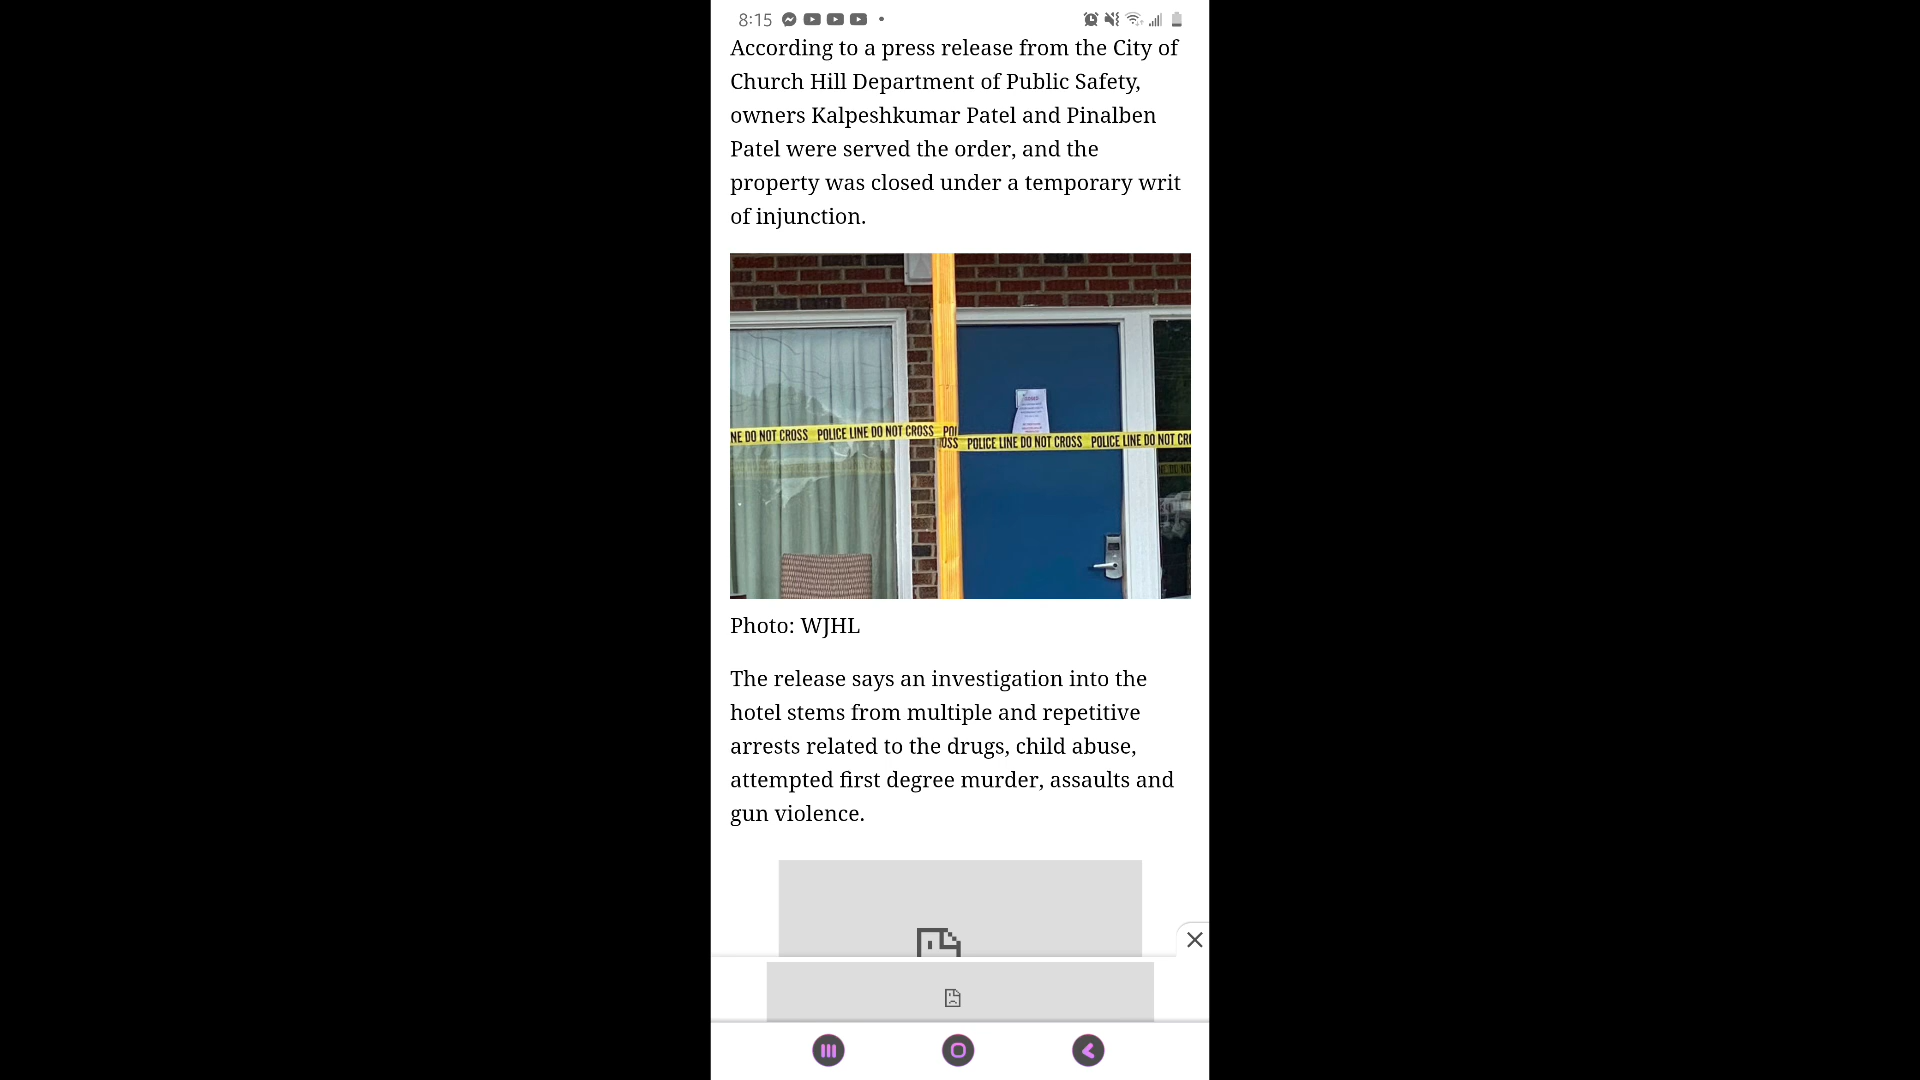 8:15
According to a press release from the City of
Church Hill Department of Public Safety,
owners Kalpeshkumar Patel and Pinalben
Patel were served the order, and the
property was closed under a temporary writ
of injunction.
NE DO NOT CROSS POLICE LINE DO NOT CROSS POL
OSS POLICE LINE DO NOT CROSS POLICE LINE DO NOT CR
Photo: WJHL
The release says an investigation into the
hotel stems from multiple and repetitive
arrests related to the drugs, child abuse,
attempted first degree murder, assaults and
gun violence.